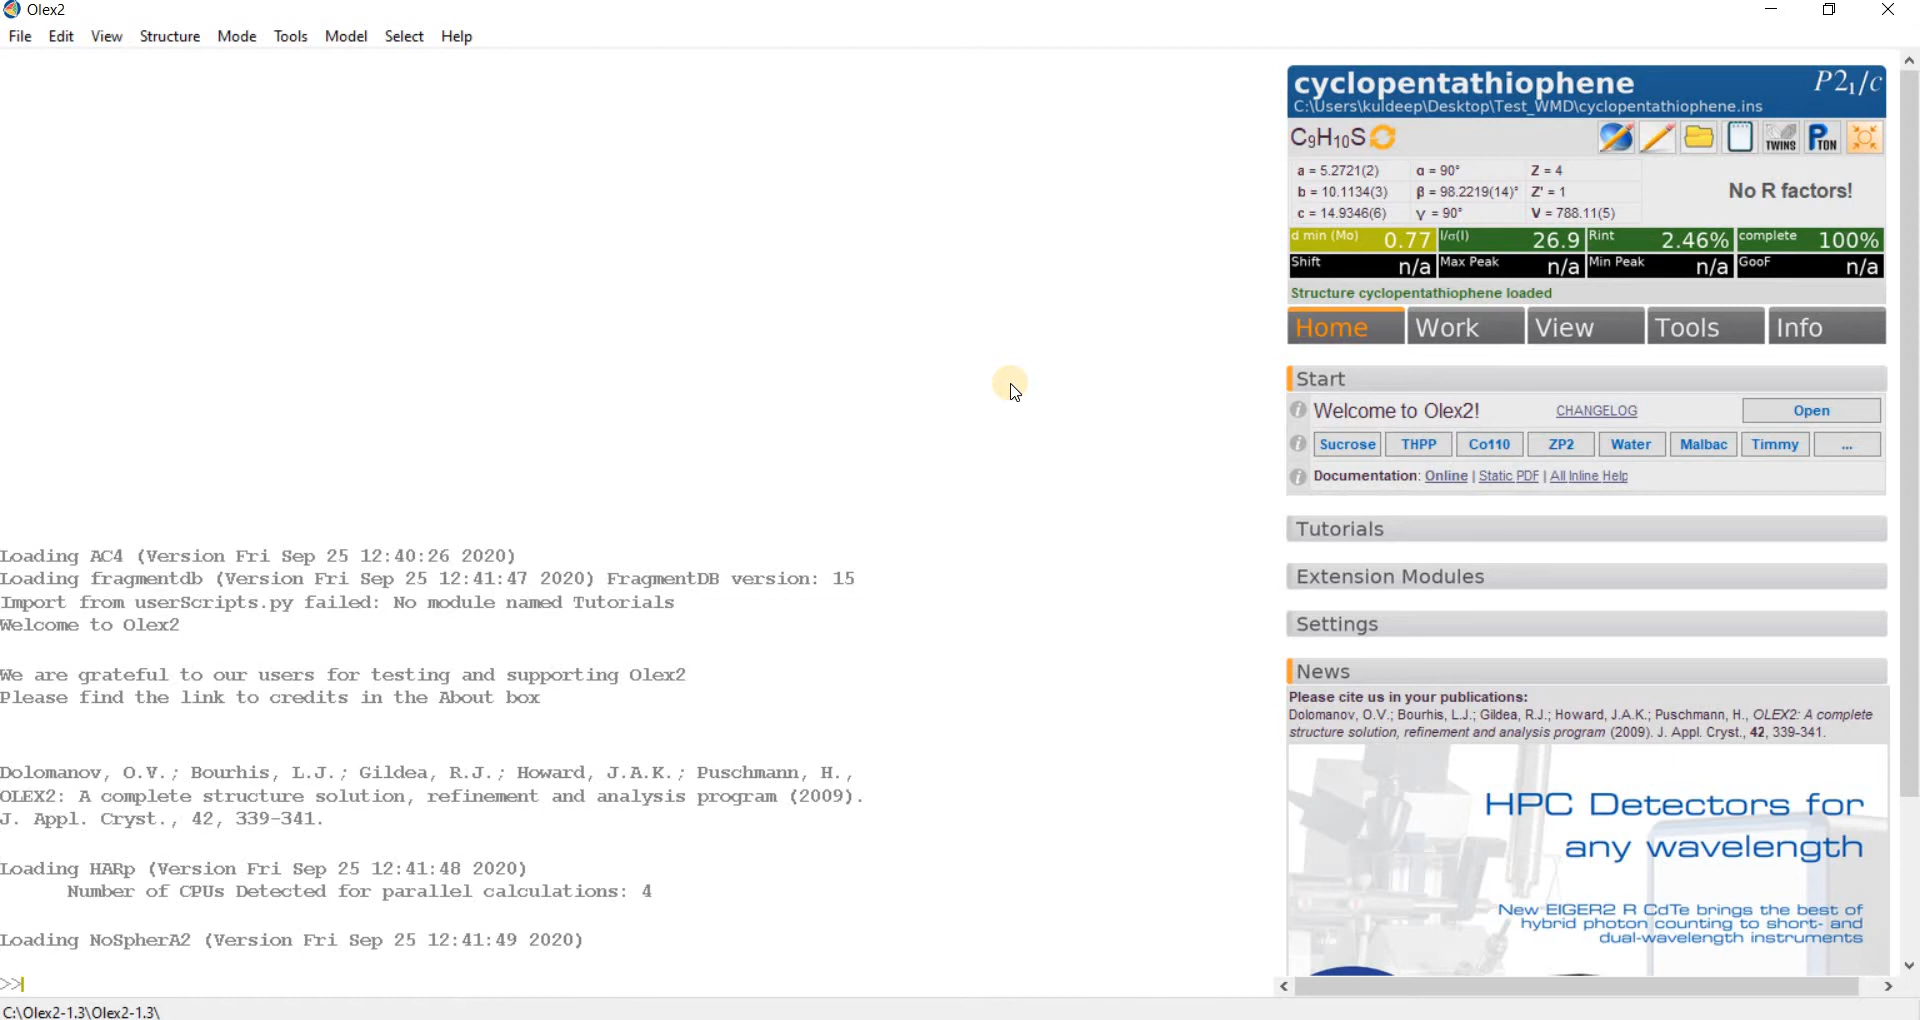 Olex2
File Edit View Structure Mode Tools Model Select Help
cyclopentathiophene P2₁/c
C:\Users\kuldeep\Desktop\Test_WMD\cyclopentathiophene.ins
C₉H₁₀S TWINS PTON
a = 5.2721(2) α = 90° Z = 4
b = 10.1134(3) β = 98.2219(14)° Z' = 1 No R factors!
c = 14.9346(6) γ = 90° V = 788.11(5)
d min (Mo) 0.77 I/σ(I) 26.9 Rint 2.46% complete 100%
Shift n/a Max Peak n/a Min Peak n/a GooF n/a
Structure cyclopentathiophene loaded
Home Work View Tools Info
Start
Welcome to Olex2! CHANGELOG Open
Sucrose THPP Co110 ZP2 Water Malbac Timmy ...
Documentation: Online | Static PDF | All Inline Help
Tutorials
Extension Modules
Settings
News
Please cite us in your publications:
Dolomanov, O.V.; Bourhis, L.J.; Gildea, R.J.; Howard, J.A.K.; Puschmann, H., OLEX2: A complete
structure solution, refinement and analysis program (2009). J. Appl. Cryst., 42, 339-341.
HPC Detectors for
any wavelength
New EIGER2 R CdTe brings the best of
hybrid photon counting to short- and
dual-wavelength instruments
Loading AC4 (Version Fri Sep 25 12:40:26 2020)
Loading fragmentdb (Version Fri Sep 25 12:41:47 2020) FragmentDB version: 15
Import from userScripts.py failed: No module named Tutorials
Welcome to Olex2
We are grateful to our users for testing and supporting Olex2
Please find the link to credits in the About box
Dolomanov, O.V.; Bourhis, L.J.; Gildea, R.J.; Howard, J.A.K.; Puschmann, H.,
OLEX2: A complete structure solution, refinement and analysis program (2009).
J. Appl. Cryst., 42, 339-341.
Loading HARp (Version Fri Sep 25 12:41:48 2020)
Number of CPUs Detected for parallel calculations: 4
Loading NoSpherA2 (Version Fri Sep 25 12:41:49 2020)
>>
C:\Olex2-1.3\Olex2-1.3\